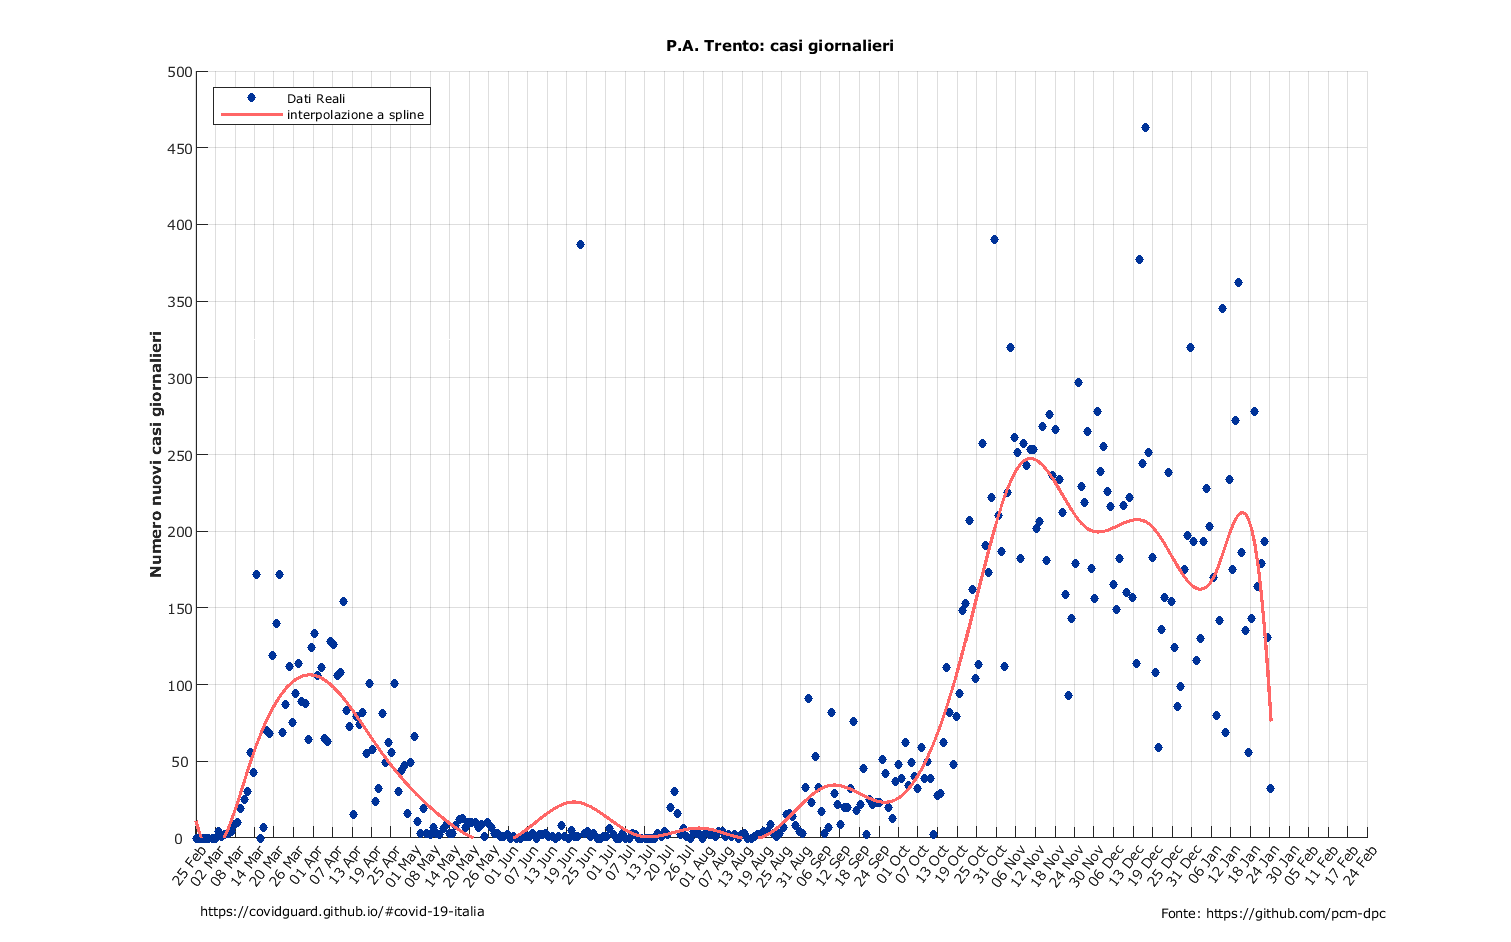 P.A. Trento: casi giornalieri
Dati Reali
interpolazione a spline
Numero nuovi casi giornalieri
500
450
400
350
300
250
200
150
100
50
0
25 Feb
02 Mar
08 Mar
14 Mar
20 Mar
26 Mar
01 Apr
07 Apr
13 Apr
19 Apr
25 Apr
01 May
08 May
14 May
20 May
26 May
01 Jun
07 Jun
13 Jun
19 Jun
25 Jun
01 Jul
07 Jul
13 Jul
20 Jul
26 Jul
01 Aug
07 Aug
13 Aug
19 Aug
25 Aug
31 Aug
06 Sep
12 Sep
18 Sep
24 Sep
01 Oct
07 Oct
13 Oct
19 Oct
25 Oct
31 Oct
06 Nov
12 Nov
18 Nov
24 Nov
30 Dec
06 Dec
13 Dec
19 Dec
25 Dec
31 Dec
06 Jan
12 Jan
18 Jan
24 Jan
30 Feb
05 Feb
11 Feb
17 Feb
24 Feb
https://covidguard.github.io/#covid-19-italia
Fonte: https://github.com/pcm-dpc